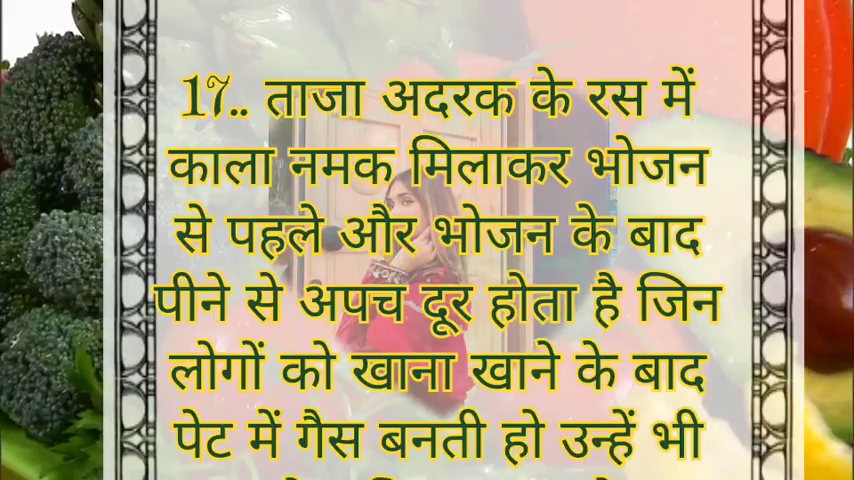 17.. ताजा अदरक के रस में
काला नमक मिलाकर भोजन
से पहले और भोजन के बाद
पीने से अपच दूर होता है जिन
लोगों को खाना खाने के बाद
पेट में गैस बनती हो उन्हें भी